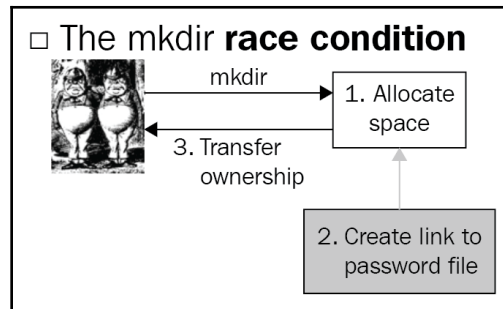 □ The mkdir race condition
mkdir
1. Allocate
space
3. Transfer
ownership
2. Create link to
password file